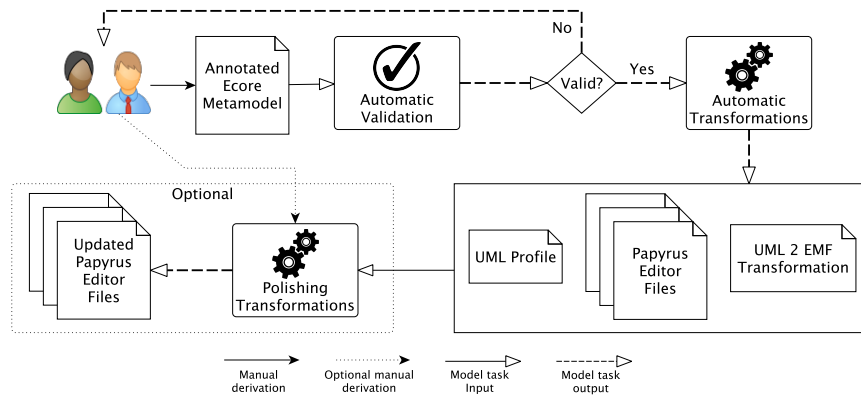 No
Annotated
Ecore
Metamodel
Automatic
Validation
Valid?
Yes
Automatic
Transformations
Optional
Updated
Papyrus
Editor
Files
Polishing
Transformations
UML Profile
Papyrus
Editor
Files
UML 2 EMF
Transformation
Manual
derivation
Optional manual
derivation
Model task
Input
Model task
output